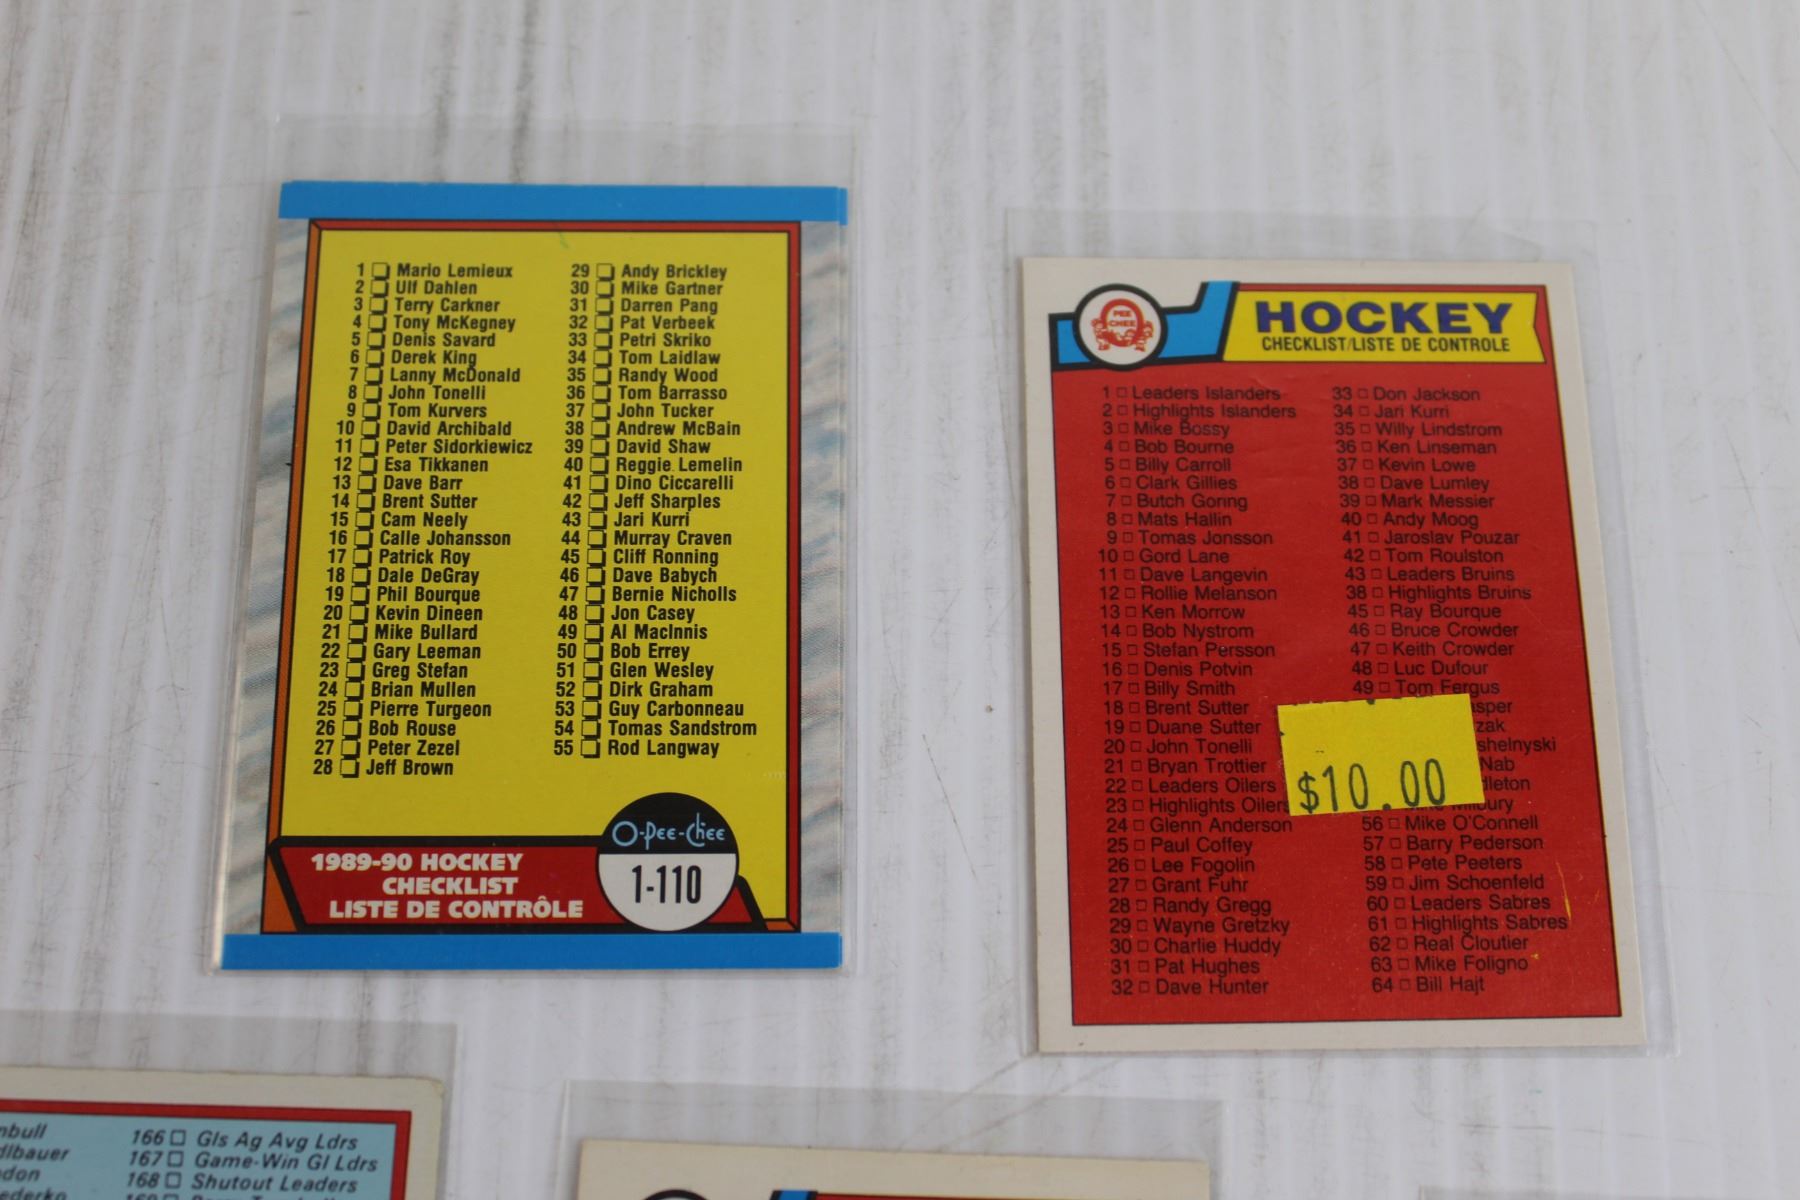 1 Mario Lemieux
2 Ulf Dahlen
3 Terry Carkner
4 Tony McKegney
5 Denis Savard
6 Derek King
7 Lanny McDonald
8 John Tonelli
9 Tom Kurvers
10 David Archibald
11 Peter Sidorkiewicz
12 Esa Tikkanen
13 Dave Barr
14 Brent Sutter
15 Cam Neely
16 Calle Johansson
17 Patrick Roy
18 Dale DeGray
19 Phil Bourque
20 Kevin Dineen
21 Mike Bullard
22 Gary Leeman
23 Greg Stefan
24 Brian Mullen
25 Pierre Turgeon
26 Bob Rouse
27 Peter Zezel
28 Jeff Brown
29 Andy Brickley
30 Mike Gartner
31 Darren Pang
32 Pat Verbeek
33 Petri Skriko
34 Tom Laidlaw
35 Randy Wood
36 Tom Barrasso
37 John Tucker
38 Andrew McBain
39 David Shaw
40 Reggie Lemelin
41 Dino Ciccarelli
42 Jeff Sharples
43 Jari Kurri
44 Murray Craven
45 Cliff Ronning
46 Dave Babych
47 Bernie Nicholls
48 Jon Casey
49 Al MacInnis
50 Bob Errey
51 Glen Wesley
52 Dirk Graham
53 Guy Carbonneau
54 Tomas Sandstrom
55 Rod Langway
1989-90 HOCKEY
CHECKLIST
LISTE DE CONTRÔLE
O-Pee-Chee
1-110
PEE
CHEE
HOCKEY
CHECKLIST/LISTE DE CONTROLE
1 Leaders Islanders
2 Highlights Islanders
3 Mike Bossy
4 Bob Bourne
5 Billy Carroll
6 Clark Gillies
7 Butch Goring
8 Mats Hallin
9 Tomas Jonsson
10 Gord Lane
11 Dave Langevin
12 Rollie Melanson
13 Ken Morrow
14 Bob Nystrom
15 Stefan Persson
16 Denis Potvin
17 Billy Smith
18 Brent Sutter
19 Duane Sutter
20 John Tonelli
21 Bryan Trottier
22 Leaders Oilers
23 Highlights Oilers
24 Glenn Anderson
25 Paul Coffey
26 Lee Fogolin
27 Grant Fuhr
28 Randy Gregg
29 Wayne Gretzky
30 Charlie Huddy
31 Pat Hughes
32 Dave Hunter
33 Don Jackson
34 Jari Kurri
35 Willy Lindstrom
36 Ken Linseman
37 Kevin Lowe
38 Dave Lumley
39 Mark Messier
40 Andy Moog
41 Jaroslav Pouzar
42 Tom Roulston
43 Leaders Bruins
38 Highlights Bruins
45 Ray Bourque
46 Bruce Crowder
47 Keith Crowder
48 Luc Dufour
49 Tom Fergus
asper
zak
shelnyski
Nab
dleton
Milbury
56 Mike O'Connell
57 Barry Pederson
58 Pete Peeters
59 Jim Schoenfeld
60 Leaders Sabres
61 Highlights Sabres
62 Real Cloutier
63 Mike Foligno
64 Bill Hajt
$10.00
nbull
dlbauer
don
ederko
166 Gls Ag Avg Ldrs
167 Game-Win Gl Ldrs
168 Shutout Leaders